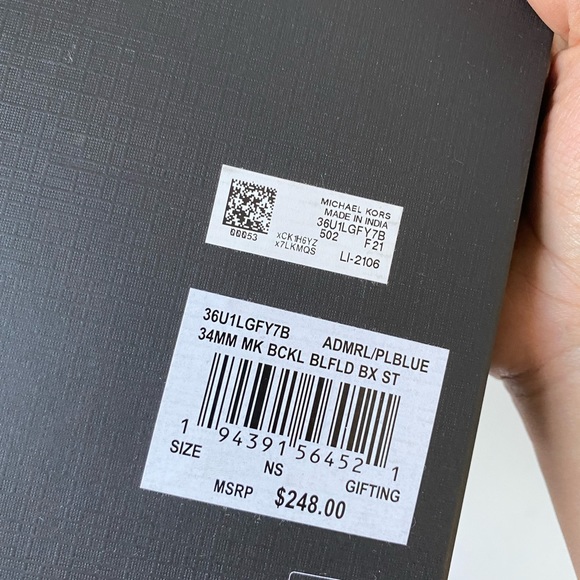 MICHAEL KORS
MADE IN INDIA
36U1LGFY7B
502 F21
LI-2106
00053
XCK1H6YZ
X7LKMQS
36U1LGFY7B ADMRL/PLBLUE
34MM MK BCKL BLFLD BX ST
1 94391 56452 1
SIZE NS GIFTING
MSRP $248.00